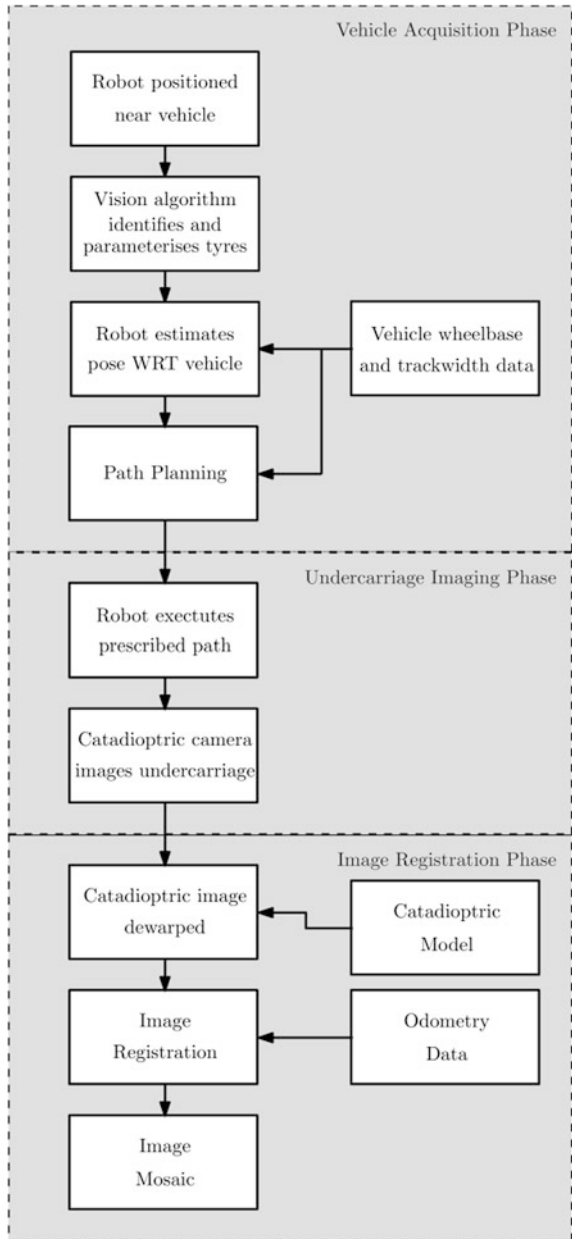 Vehicle Acquisition Phase
Robot positioned
near vehicle
Vision algorithm
identifies and
parameterises tyres
Robot estimates
pose WRT vehicle
Vehicle wheelbase
and trackwidth data
Path Planning
Undercarriage Imaging Phase
Robot exectutes
prescribed path
Catadioptric camera
images undercarriage
Image Registration Phase
Catadioptric image
dewarped
Catadioptric
Model
Image
Registration
Odometry
Data
Image
Mosaic